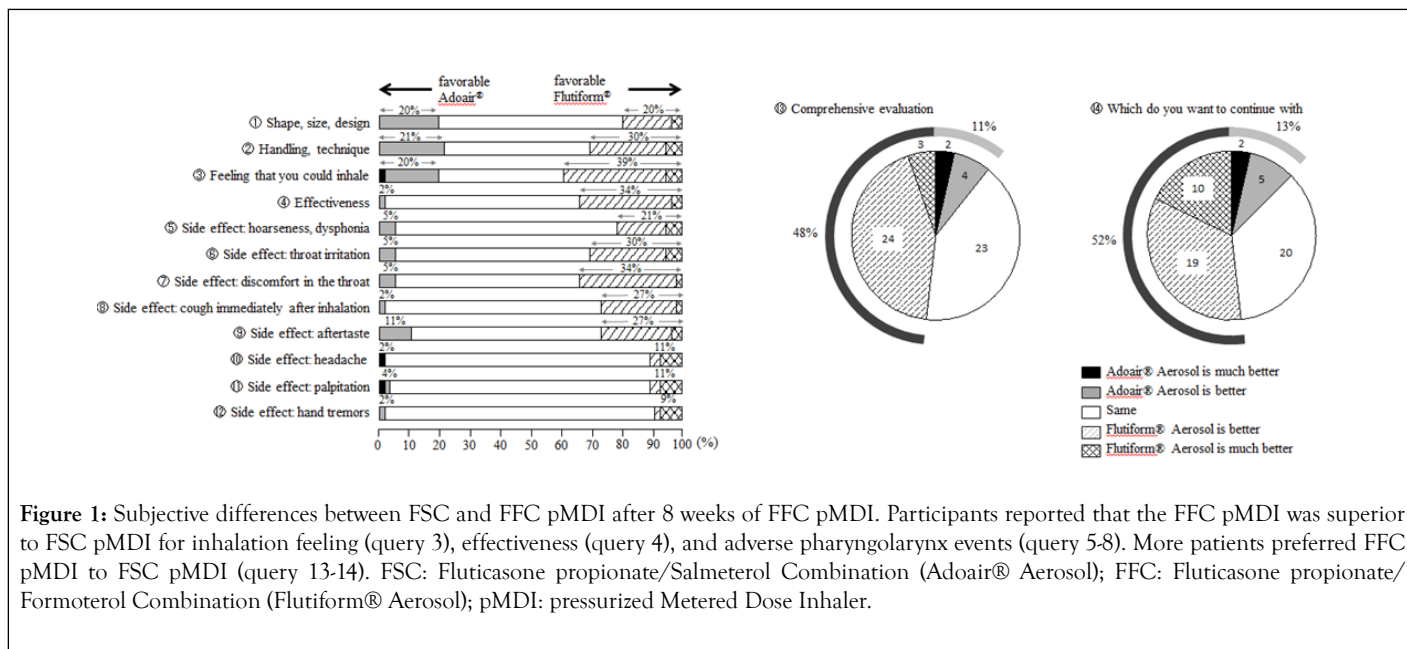 favorable
Adoair®
favorable
Flutiform®
20%
20%
① Shape, size, design
21%
30%
② Handling, technique
20%
39%
③ Feeling that you could inhale
2%
34%
④ Effectiveness
5%
21%
⑤ Side effect: hoarseness, dysphonia
5%
30%
⑥ Side effect: throat irritation
5%
34%
⑦ Side effect: discomfort in the throat
2%
27%
⑧ Side effect: cough immediately after inhalation
11%
27%
⑨ Side effect: aftertaste
2%
11%
⑩ Side effect: headache
4%
11%
⑪ Side effect: palpitation
2%
9%
⑫ Side effect: hand tremors
0 10 20 30 40 50 60 70 80 90 100 (%)
⑬ Comprehensive evaluation
11%
3
2
4
48%
24
23
⑭ Which do you want to continue with
13%
2
5
10
52%
19
20
Adoair® Aerosol is much better
Adoair® Aerosol is better
Same
Flutiform® Aerosol is better
Flutiform® Aerosol is much better
Figure 1: Subjective differences between FSC and FFC pMDI after 8 weeks of FFC pMDI. Participants reported that the FFC pMDI was superior
to FSC pMDI for inhalation feeling (query 3), effectiveness (query 4), and adverse pharyngolarynx events (query 5-8). More patients preferred FFC
pMDI to FSC pMDI (query 13-14). FSC: Fluticasone propionate/Salmeterol Combination (Adoair® Aerosol); FFC: Fluticasone propionate/
Formoterol Combination (Flutiform® Aerosol); pMDI: pressurized Metered Dose Inhaler.